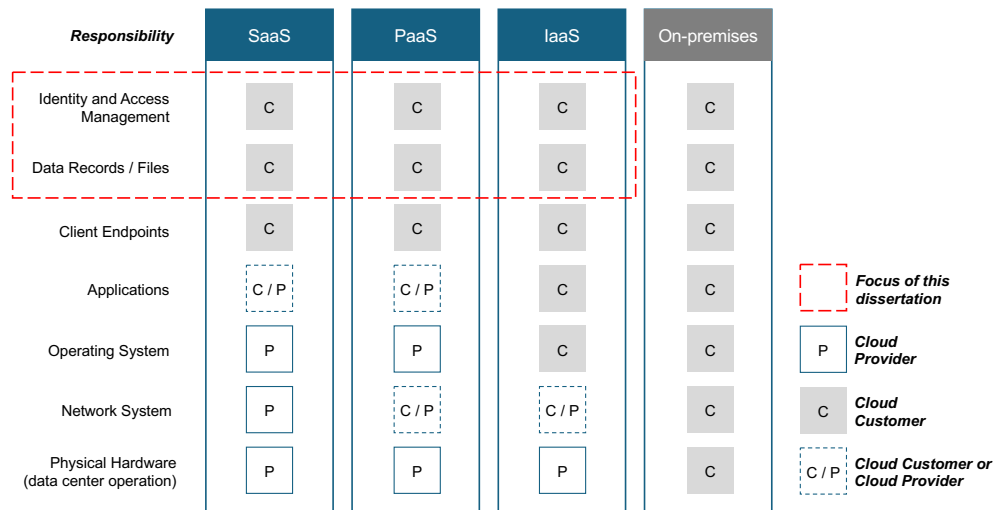 Responsibility SaaS PaaS IaaS On-premises
Identity and Access
Management C C C C
Data Records / Files C C C C
Client Endpoints C C C C
Applications C / P C / P C C
Operating System P P C C
Network System P C / P C / P C
Physical Hardware
(data center operation) P P P C
Focus of this
dissertation
P Cloud
Provider
C Cloud
Customer
C / P Cloud Customer or
Cloud Provider